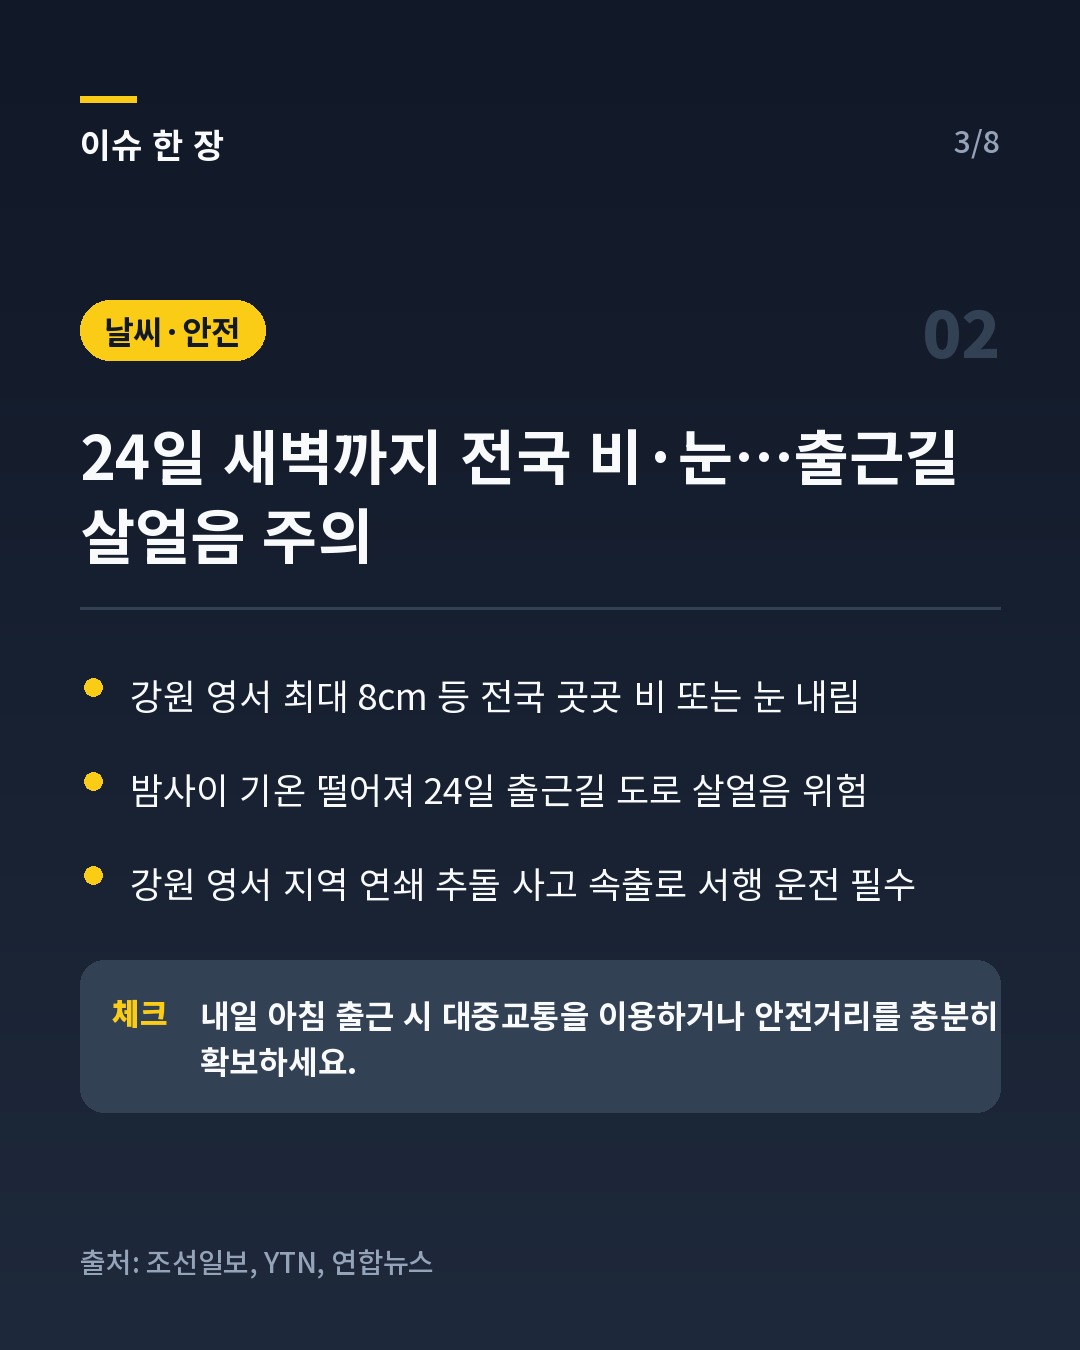 이슈 한 장
3/8
날씨·안전
02
24일 새벽까지 전국 비·눈…출근길
살얼음 주의
강원 영서 최대 8cm 등 전국 곳곳 비 또는 눈 내림
밤사이 기온 떨어져 24일 출근길 도로 살얼음 위험
강원 영서 지역 연쇄 추돌 사고 속출로 서행 운전 필수
체크
내일 아침 출근 시 대중교통을 이용하거나 안전거리를 충분히
확보하세요.
출처: 조선일보, YTN, 연합뉴스